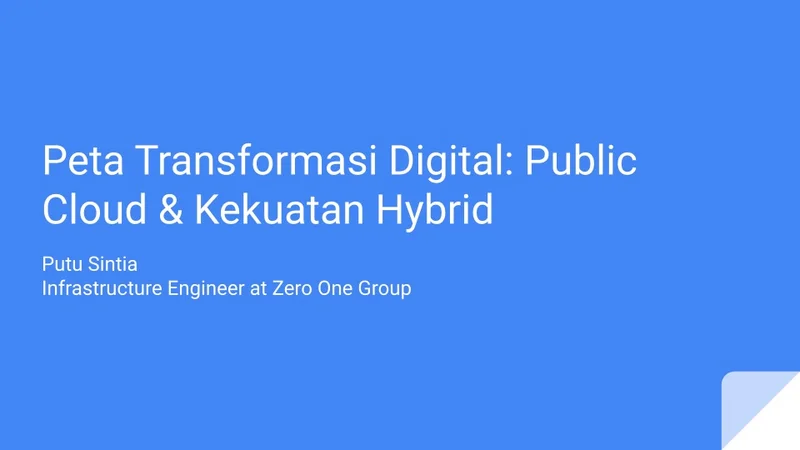 Peta Transformasi Digital: Public
Cloud & Kekuatan Hybrid
Putu Sintia
Infrastructure Engineer at Zero One Group